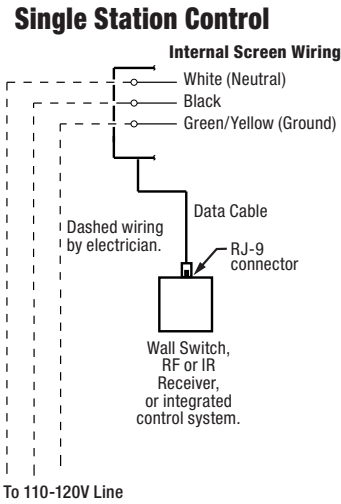 Single Station Control
Internal Screen Wiring
White (Neutral)
Black
Green/Yellow (Ground)
Data Cable
Dashed wiring
by electrician.
RJ-9
connector
Wall Switch,
RF or IR
Receiver,
or integrated
control system.
To 110-120V Line